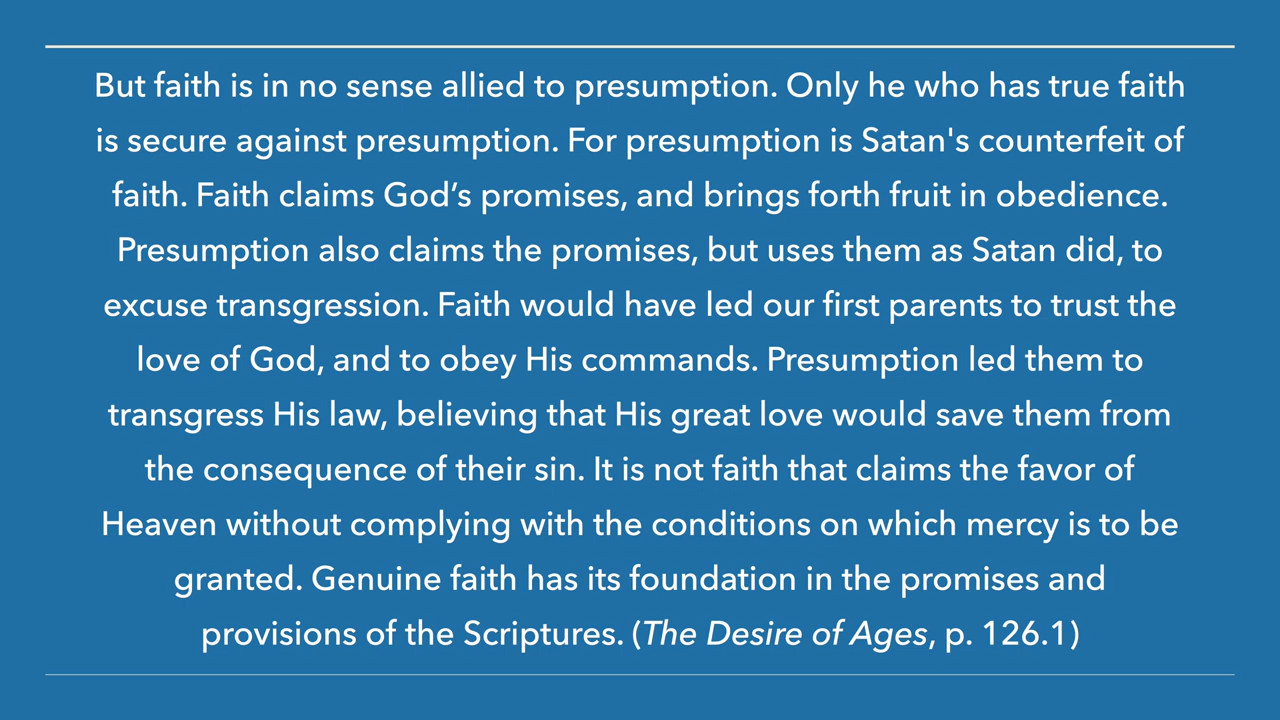 But faith is in no sense allied to presumption. Only he who has true faith
is secure against presumption. For presumption is Satan's counterfeit of
faith. Faith claims God’s promises, and brings forth fruit in obedience.
Presumption also claims the promises, but uses them as Satan did, to
excuse transgression. Faith would have led our first parents to trust the
love of God, and to obey His commands. Presumption led them to
transgress His law, believing that His great love would save them from
the consequence of their sin. It is not faith that claims the favor of
Heaven without complying with the conditions on which mercy is to be
granted. Genuine faith has its foundation in the promises and
provisions of the Scriptures. (The Desire of Ages, p. 126.1)